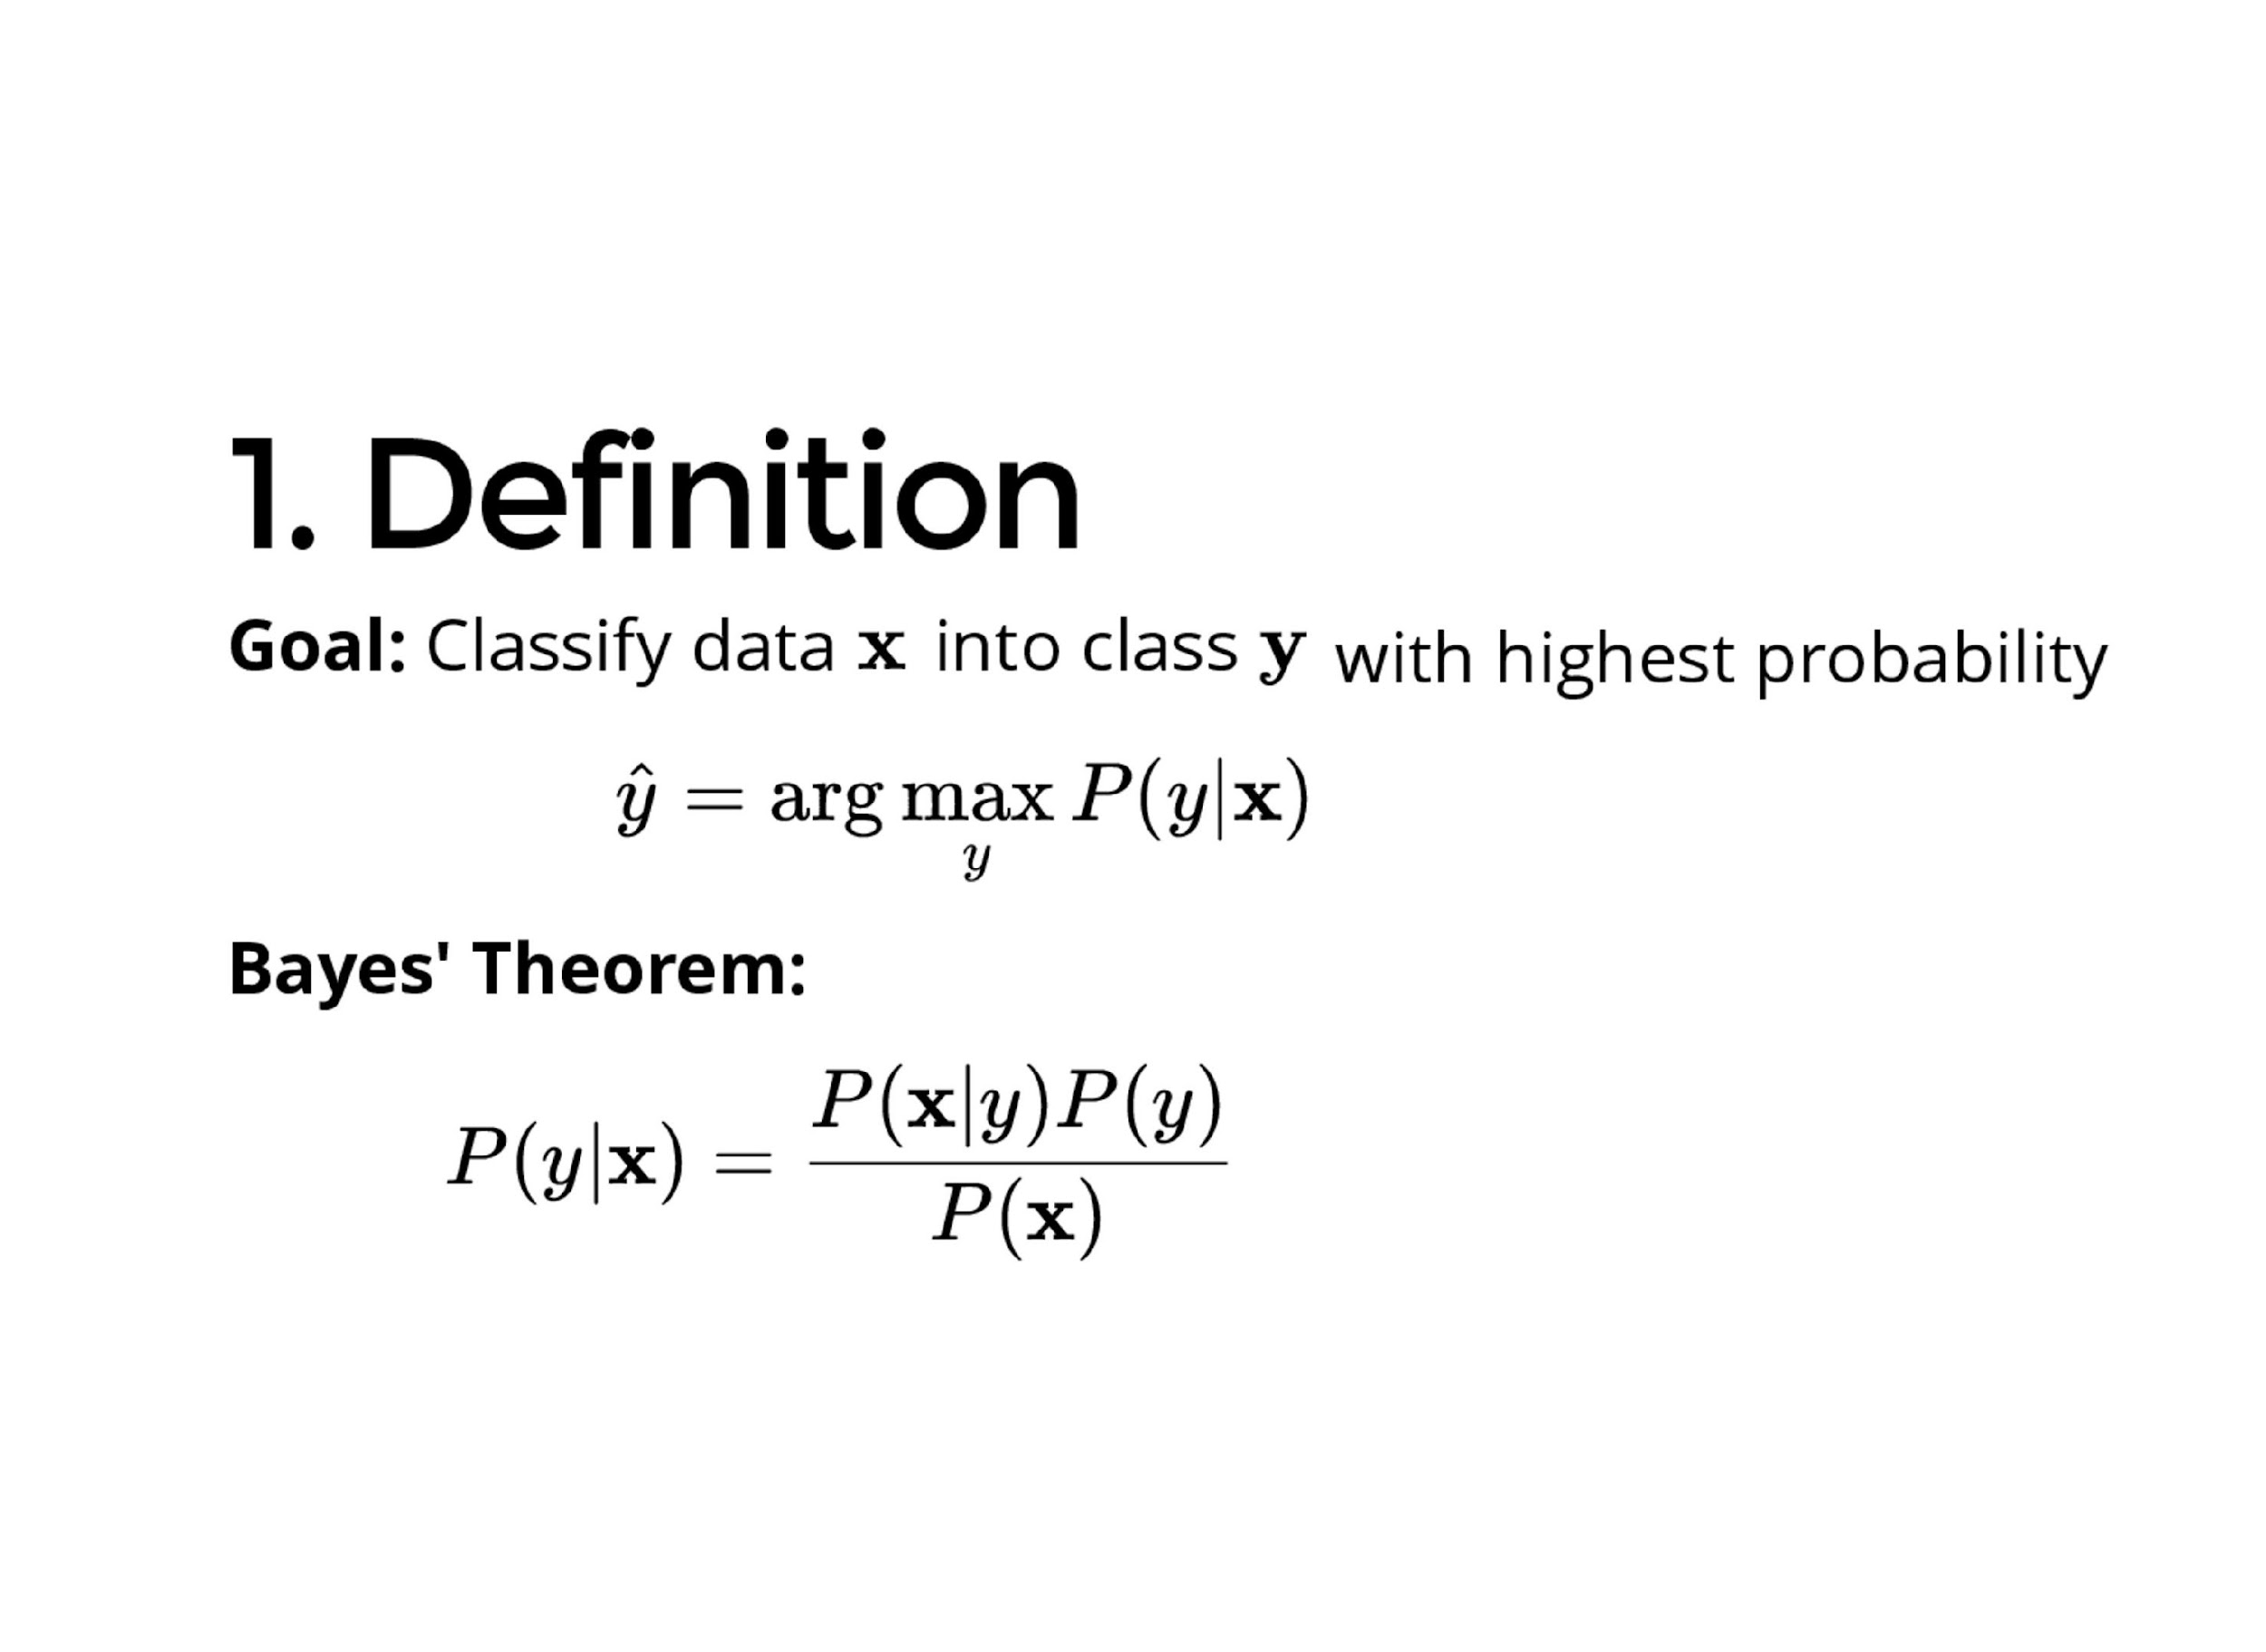 1. Definition
Goal: Classify data x into class y with highest probability
ŷ = arg max P(y|x)
y
Bayes' Theorem:
P(y|x) = P(x|y)P(y) / P(x)